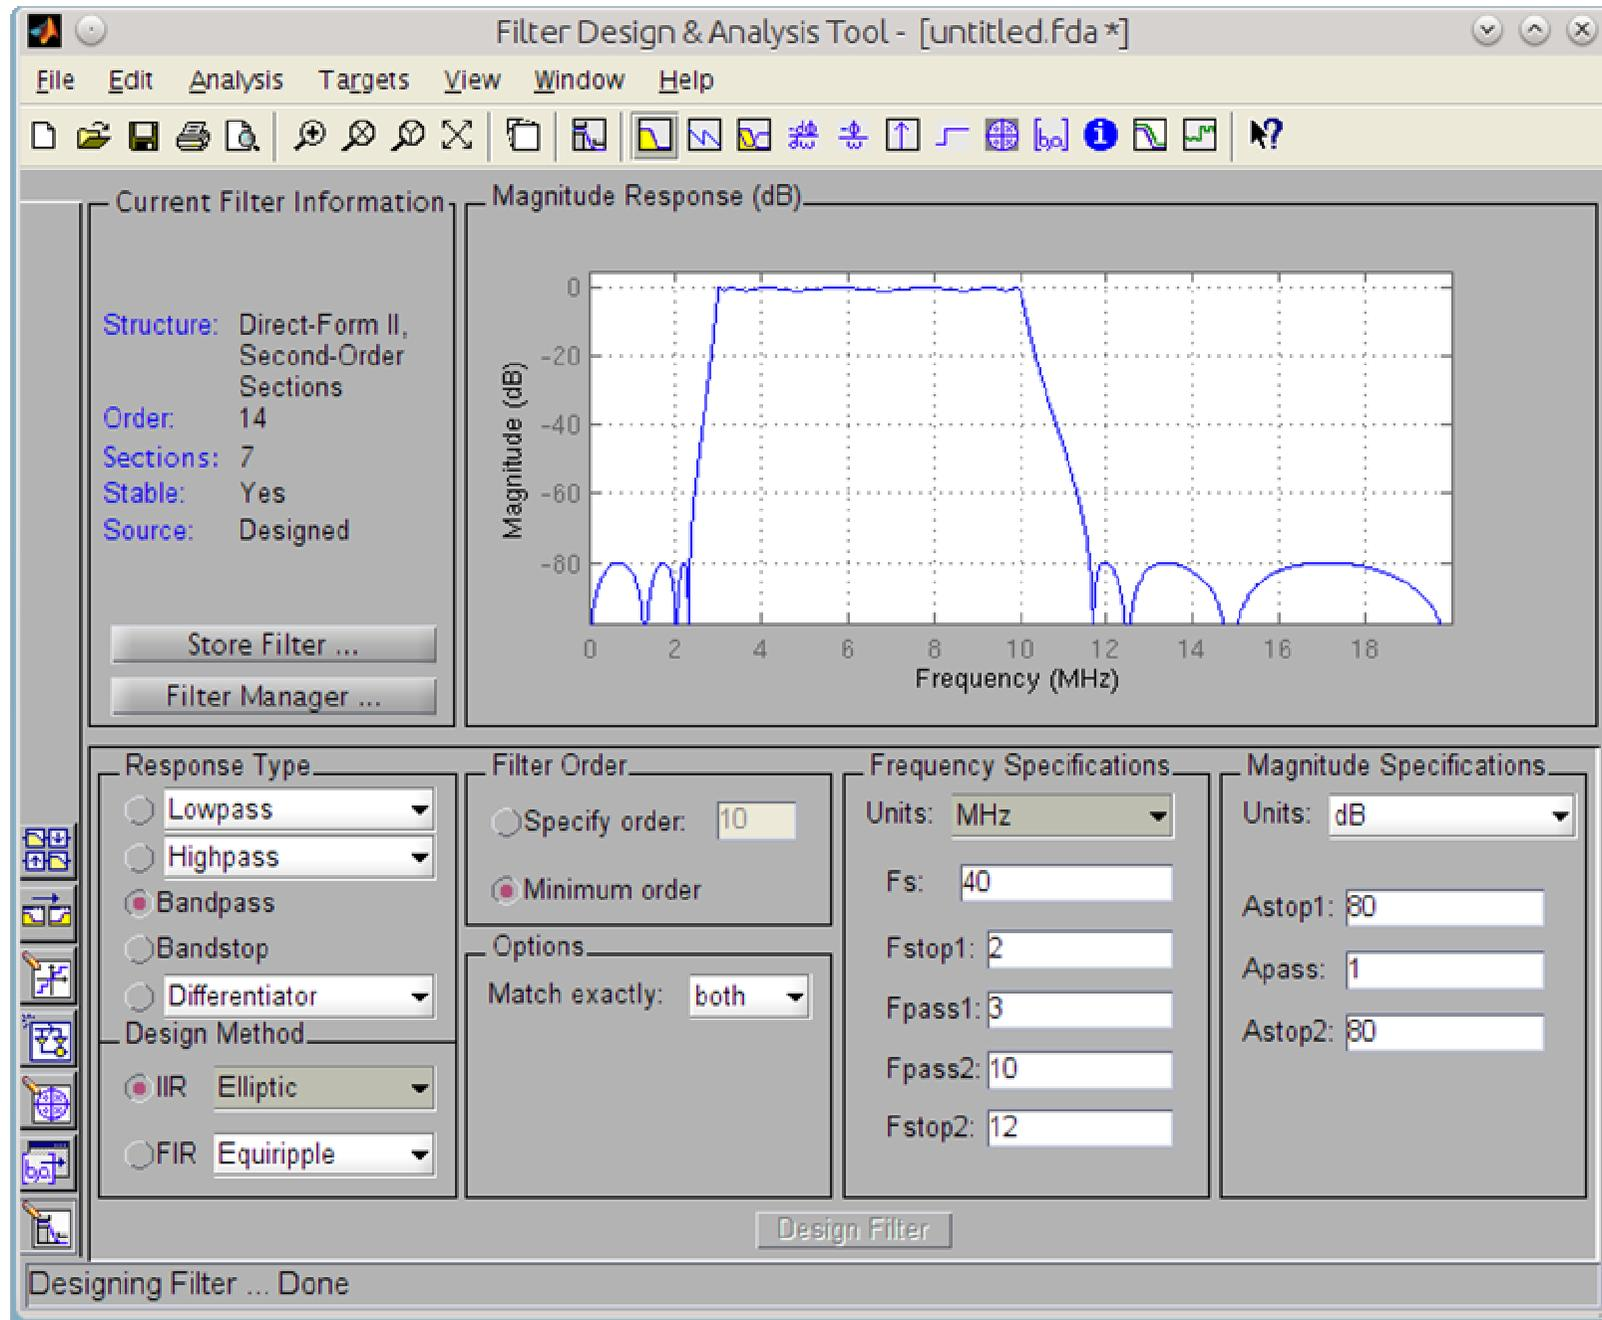 Filter Design & Analysis Tool - [untitled.fda *]
File Edit Analysis Targets View Window Help
Current Filter Information
Structure: Direct-Form II,
Second-Order
Sections
Order: 14
Sections: 7
Stable: Yes
Source: Designed
Store Filter ...
Filter Manager ...
Magnitude Response (dB)
Magnitude (dB)
0
-20
-40
-60
-80
0 2 4 6 8 10 12 14 16 18
Frequency (MHz)
Response Type
Lowpass
Highpass
Bandpass
Bandstop
Differentiator
Design Method
IIR Elliptic
FIR Equiripple
Filter Order
Specify order: 10
Minimum order
Options
Match exactly: both
Frequency Specifications
Units: MHz
Fs: 40
Fstop1: 2
Fpass1: 3
Fpass2: 10
Fstop2: 12
Magnitude Specifications
Units: dB
Astop1: 80
Apass: 1
Astop2: 80
Design Filter
Designing Filter ... Done